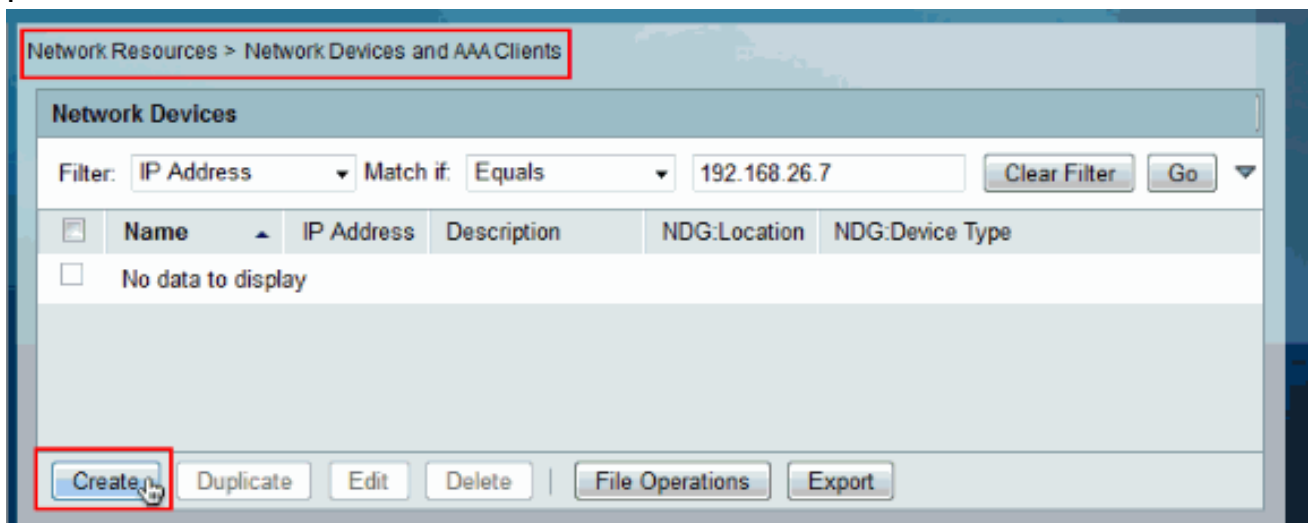 Network Resources > Network Devices and AAA Clients
Network Devices
Filter: IP Address Match if: Equals 192.168.26.7 Clear Filter Go
Name IP Address Description NDG:Location NDG:Device Type
No data to display
Create Duplicate Edit Delete | File Operations Export